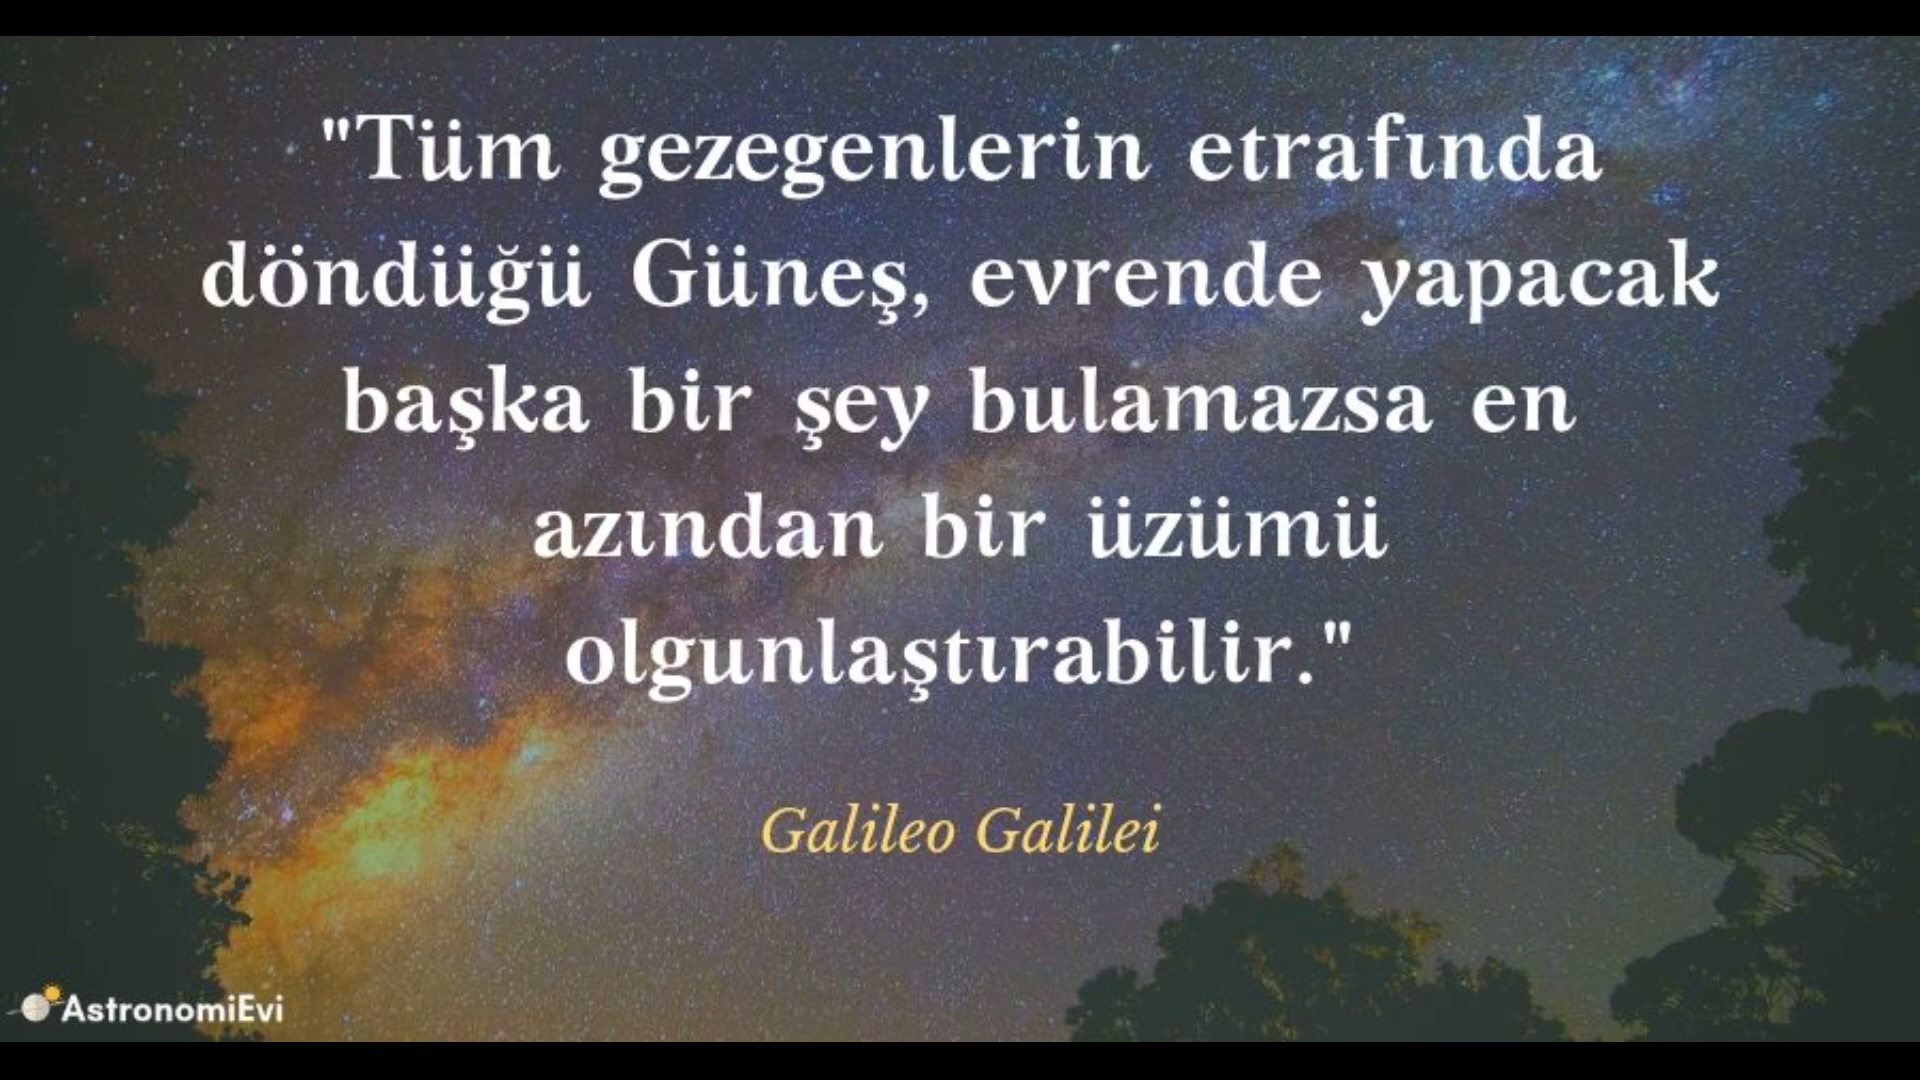 "Tüm gezegenlerin etrafında
döndüğü Güneş, evrende yapacak
başka bir şey bulamazsa en
azından bir üzümü
olgunlaştırabilir."
Galileo Galilei
AstronomiEvi